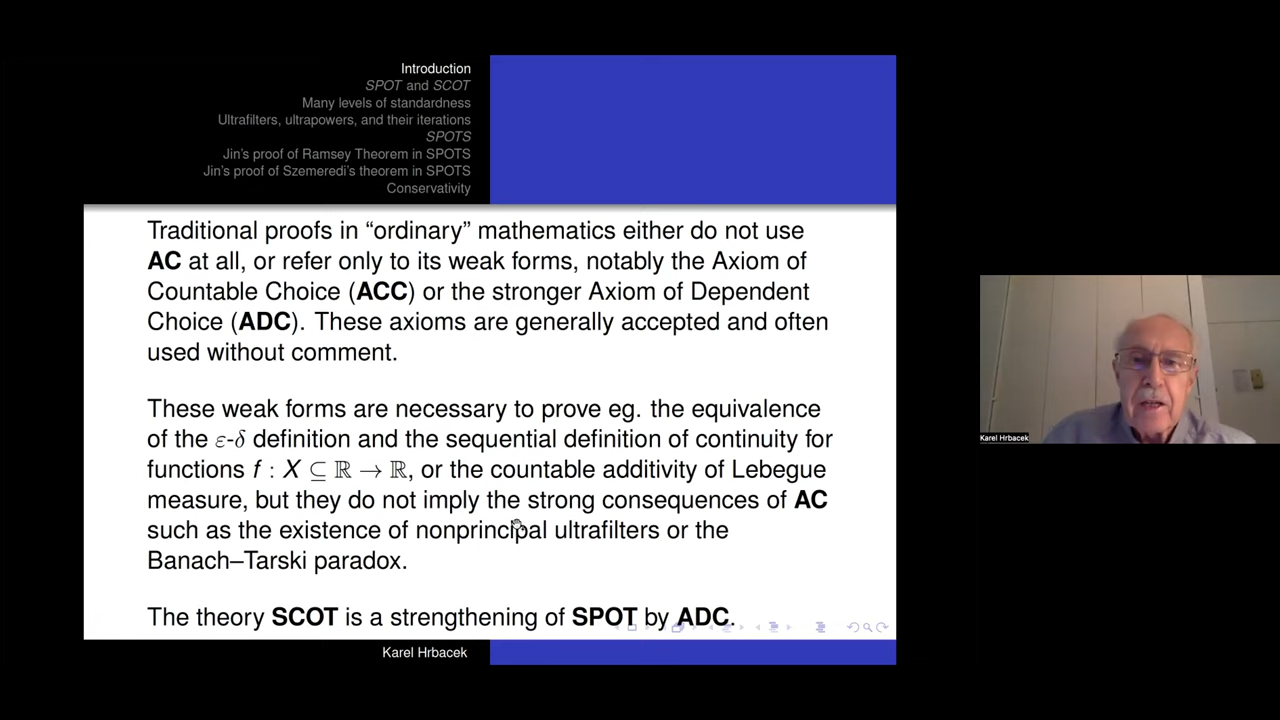 Introduction
SPOT and SCOT
Many levels of standardness
Ultrafilters, ultrapowers, and their iterations
SPOTS
Jin's proof of Ramsey Theorem in SPOTS
Jin's proof of Szemeredi's theorem in SPOTS
Conservativity
Traditional proofs in “ordinary” mathematics either do not use
AC at all, or refer only to its weak forms, notably the Axiom of
Countable Choice (ACC) or the stronger Axiom of Dependent
Choice (ADC). These axioms are generally accepted and often
used without comment.
These weak forms are necessary to prove eg. the equivalence
of the ε-δ definition and the sequential definition of continuity for
functions f : X ⊆ ℝ → ℝ, or the countable additivity of Lebegue
measure, but they do not imply the strong consequences of AC
such as the existence of nonprincipal ultrafilters or the
Banach–Tarski paradox.
The theory SCOT is a strengthening of SPOT by ADC.
Karel Hrbacek
Karel Hrbacek